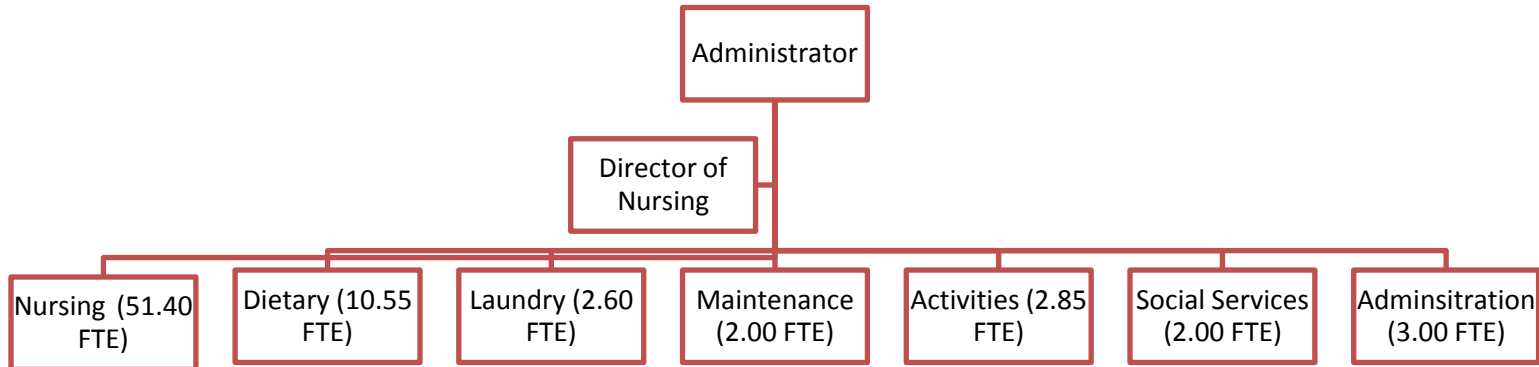 Administrator
Director of
Nursing
Nursing (51.40
FTE)
Dietary (10.55
FTE)
Laundry (2.60
FTE)
Maintenance
(2.00 FTE)
Activities (2.85
FTE)
Social Services
(2.00 FTE)
Adminsitration
(3.00 FTE)